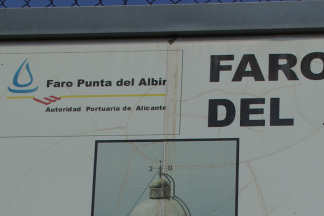 Faro Punta del Albir
Autoridad Portuaria de Alicante
FARO
DEL